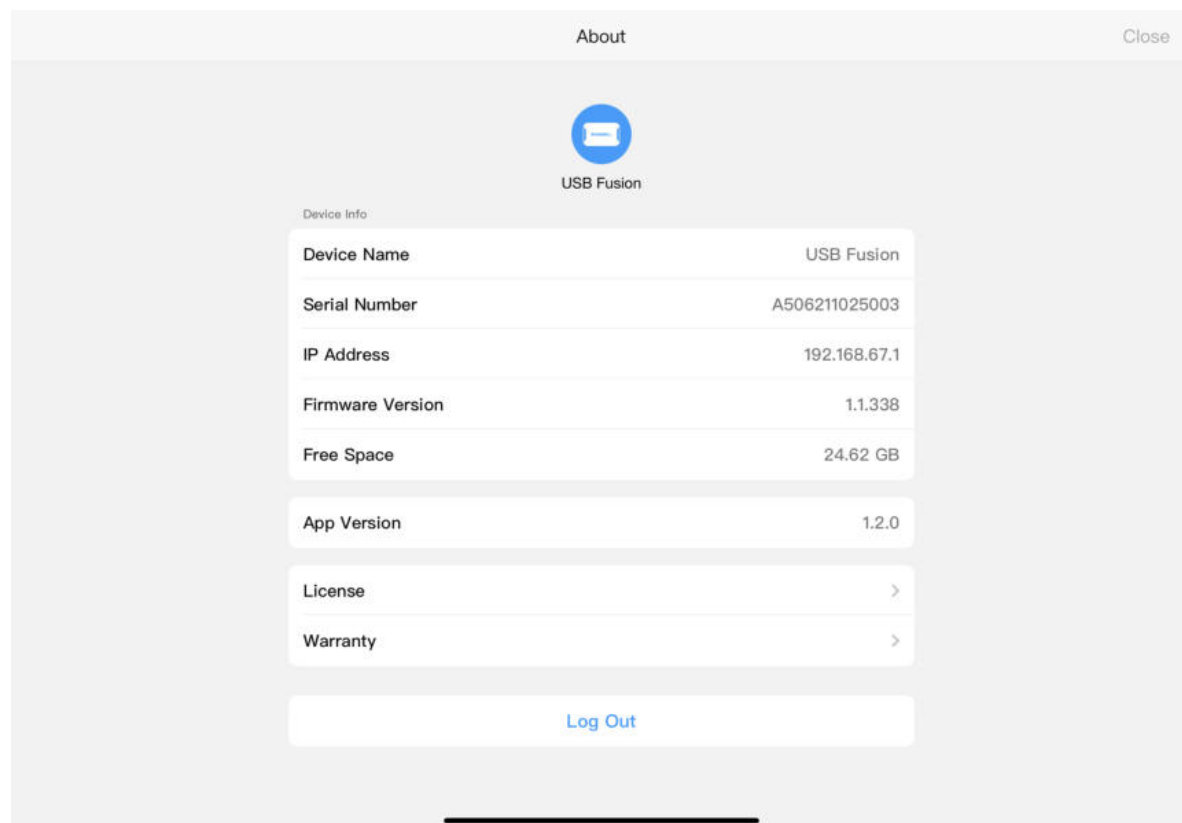 About
Close
USB Fusion
Device Info
Device Name USB Fusion
Serial Number A506211025003
IP Address 192.168.67.1
Firmware Version 1.1.338
Free Space 24.62 GB
App Version 1.2.0
License
Warranty
Log Out